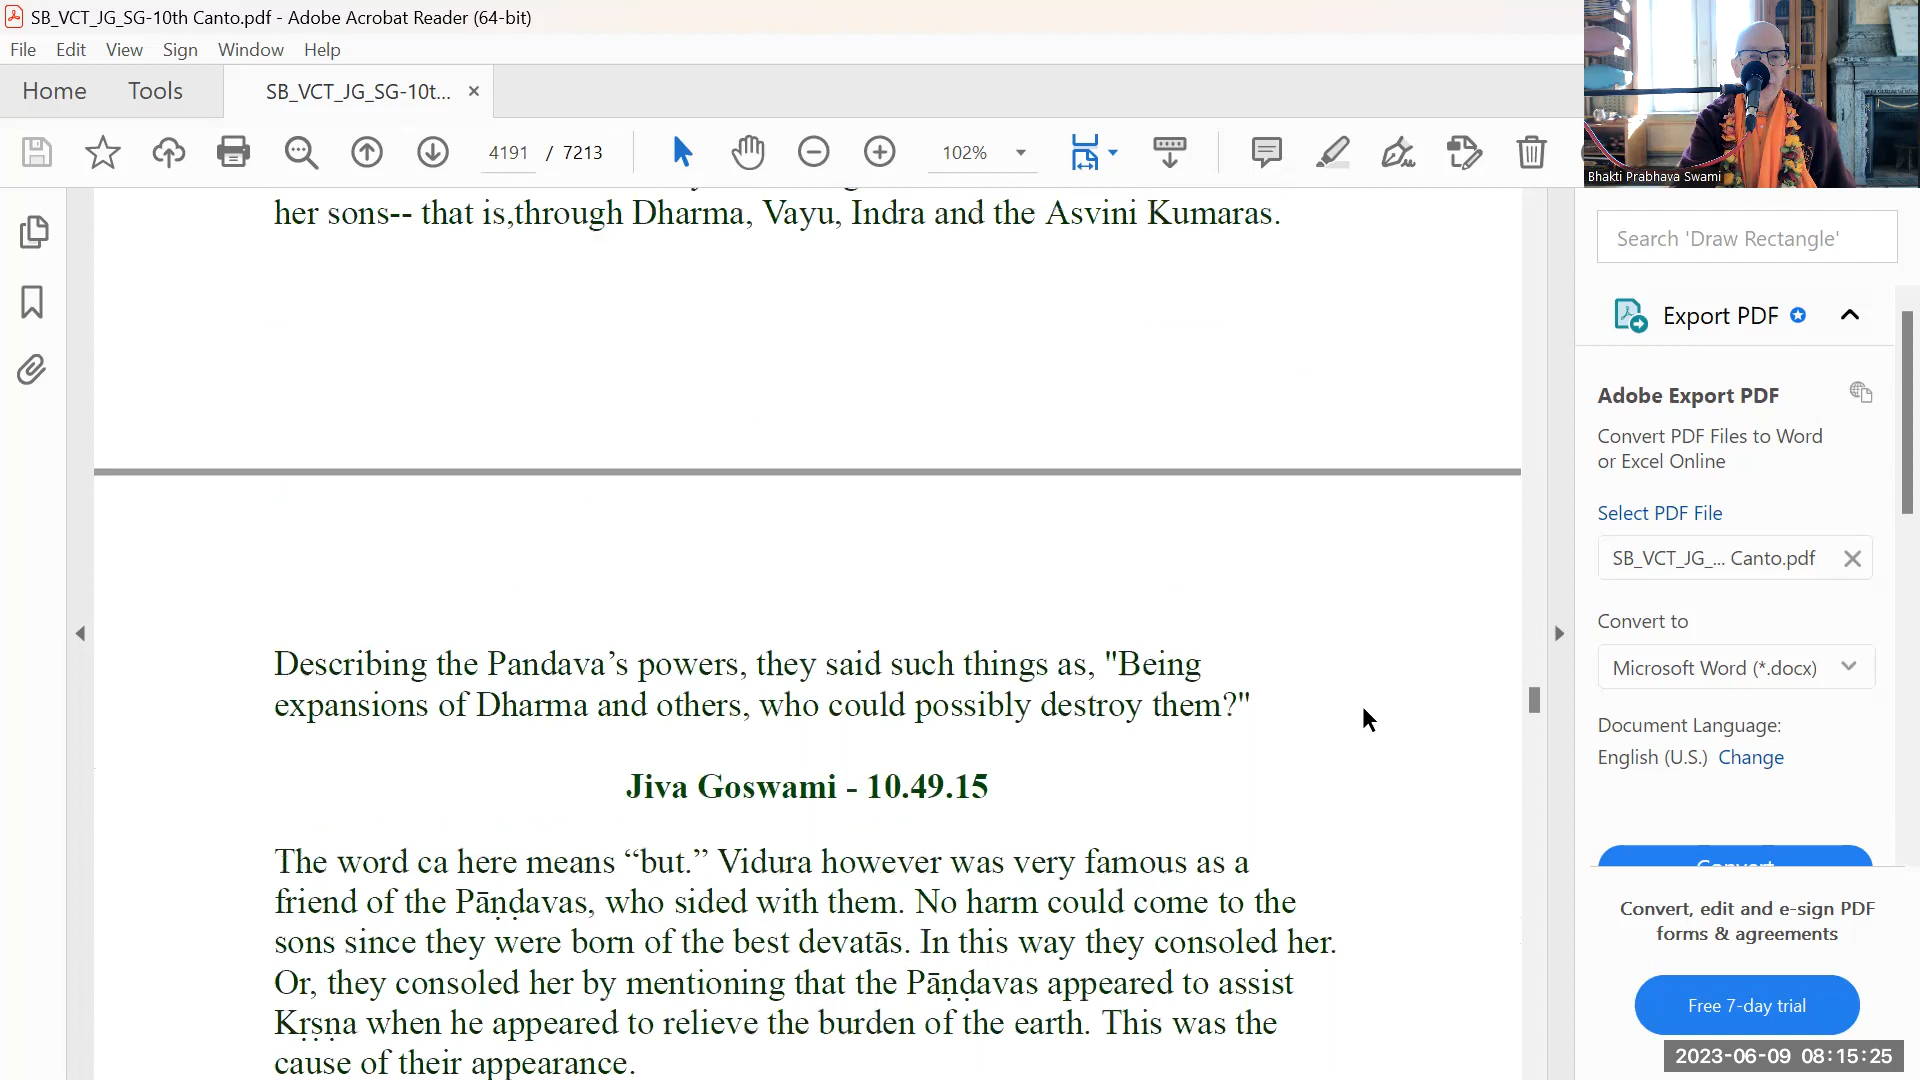 SB_VCT_JG_SG-10th Canto.pdf - Adobe Acrobat Reader (64-bit)
File Edit View Sign Window Help
Home Tools SB_VCT_JG_SG-10t... ×
4191 / 7213 102%
Bhakti Prabhava Swami
her sons-- that is,through Dharma, Vayu, Indra and the Asvini Kumaras.
Describing the Pandava’s powers, they said such things as, "Being
expansions of Dharma and others, who could possibly destroy them?"
Jiva Goswami - 10.49.15
The word ca here means “but.” Vidura however was very famous as a
friend of the Pāṇḍavas, who sided with them. No harm could come to the
sons since they were born of the best devatās. In this way they consoled her.
Or, they consoled her by mentioning that the Pāṇḍavas appeared to assist
Kṛṣṇa when he appeared to relieve the burden of the earth. This was the
cause of their appearance.
Search 'Draw Rectangle'
Export PDF
Adobe Export PDF
Convert PDF Files to Word
or Excel Online
Select PDF File
SB_VCT_JG_... Canto.pdf
Convert to
Microsoft Word (*.docx)
Document Language:
English (U.S.) Change
Convert
Convert, edit and e-sign PDF
forms & agreements
Free 7-day trial
2023-06-09 08:15:25